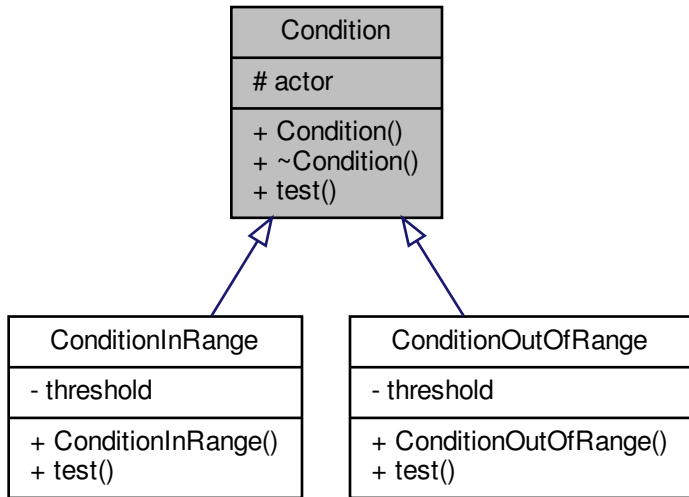 Condition
# actor
+ Condition()
+ ~Condition()
+ test()
ConditionInRange
- threshold
+ ConditionInRange()
+ test()
ConditionOutOfRange
- threshold
+ ConditionOutOfRange()
+ test()